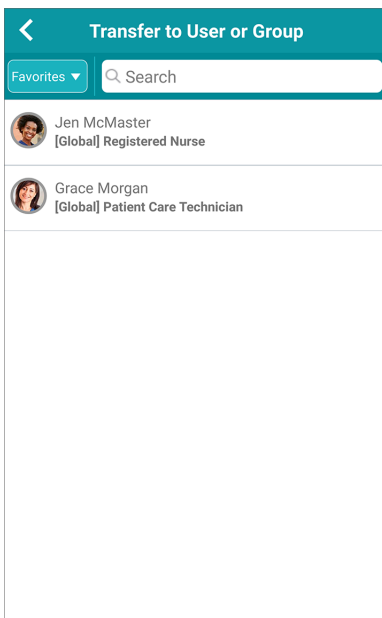 Transfer to User or Group
Favorites
Search
Jen McMaster
[Global] Registered Nurse
Grace Morgan
[Global] Patient Care Technician